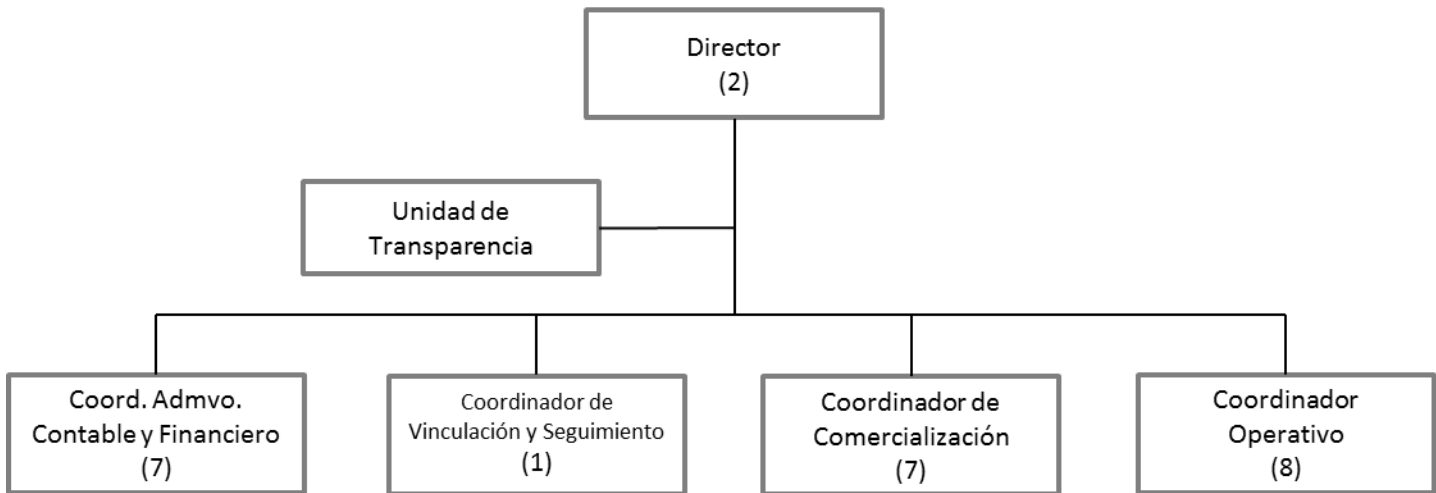 Director
(2)
Unidad de
Transparencia
Coord. Admvo.
Contable y Financiero
(7)
Coordinador de
Vinculación y Seguimiento
(1)
Coordinador de
Comercialización
(7)
Coordinador
Operativo
(8)